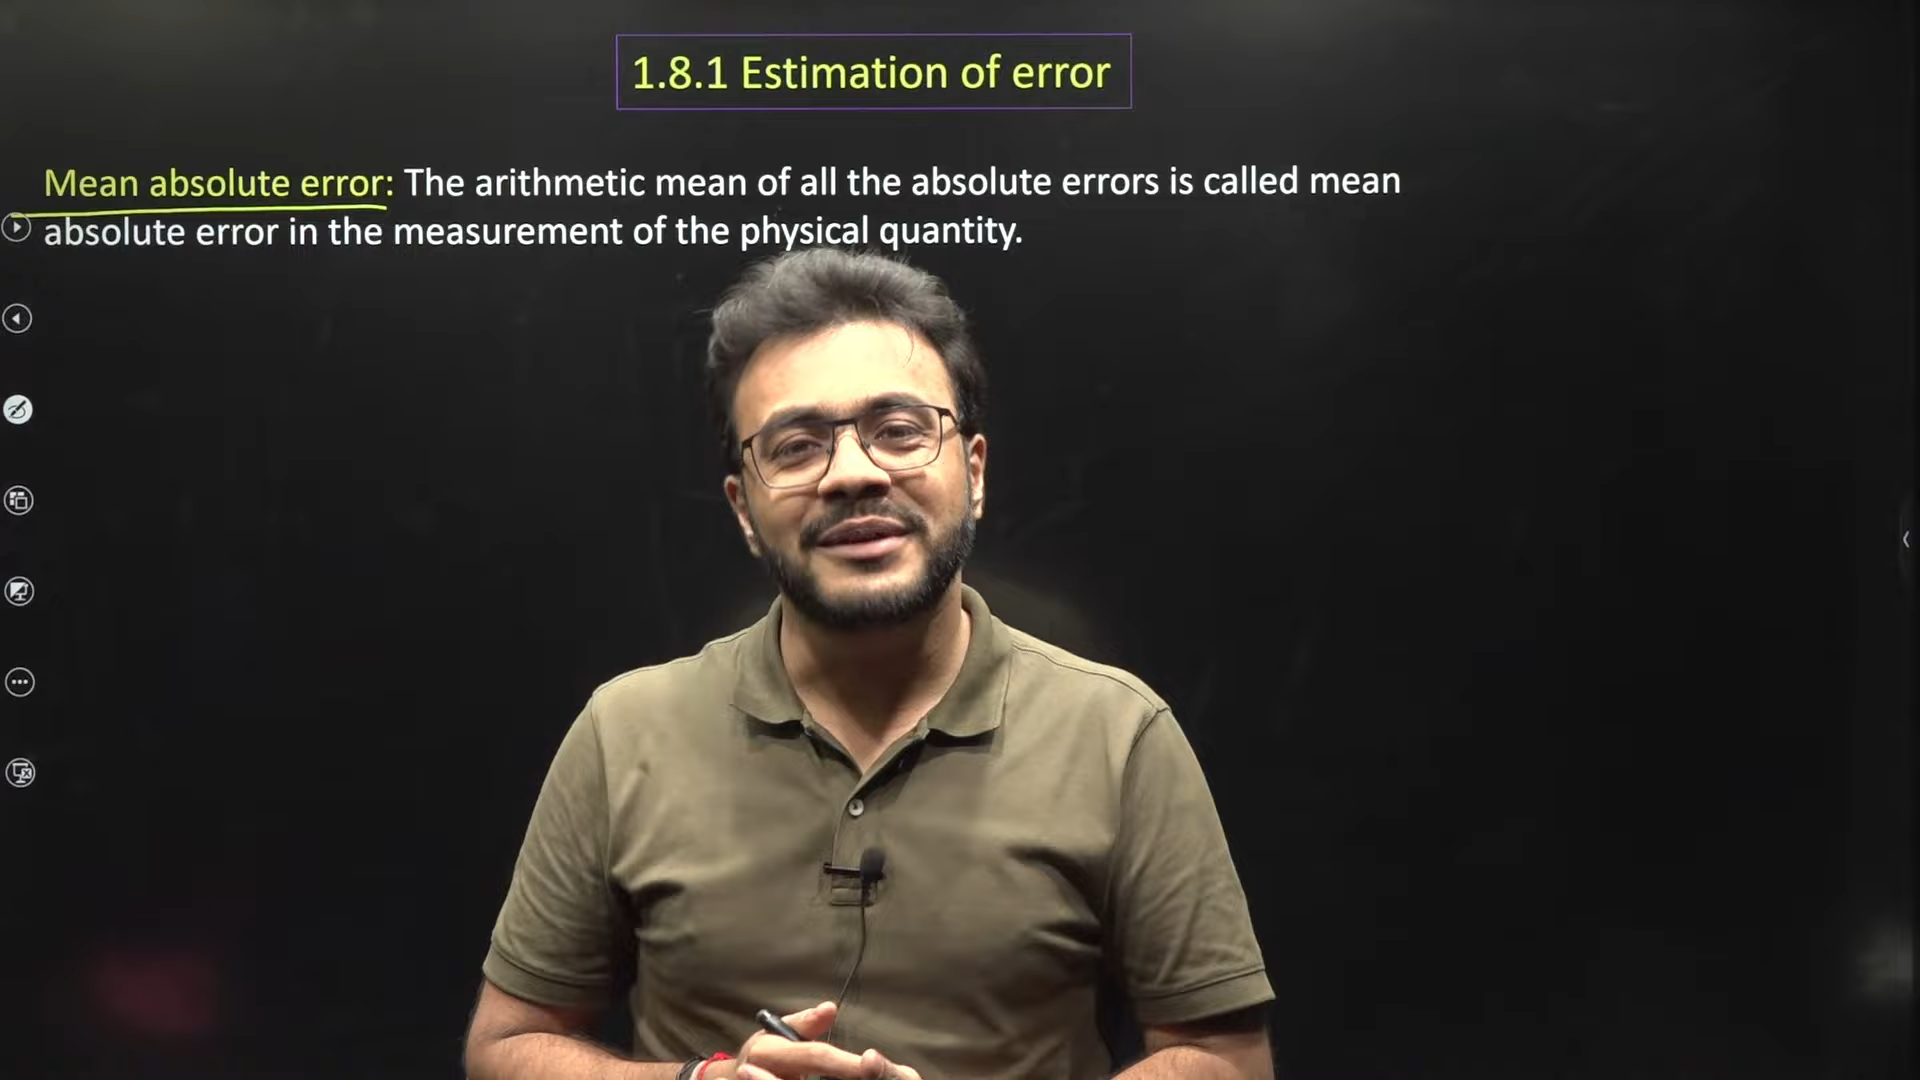 1.8.1 Estimation of error
Mean absolute error: The arithmetic mean of all the absolute errors is called mean
absolute error in the measurement of the physical quantity.